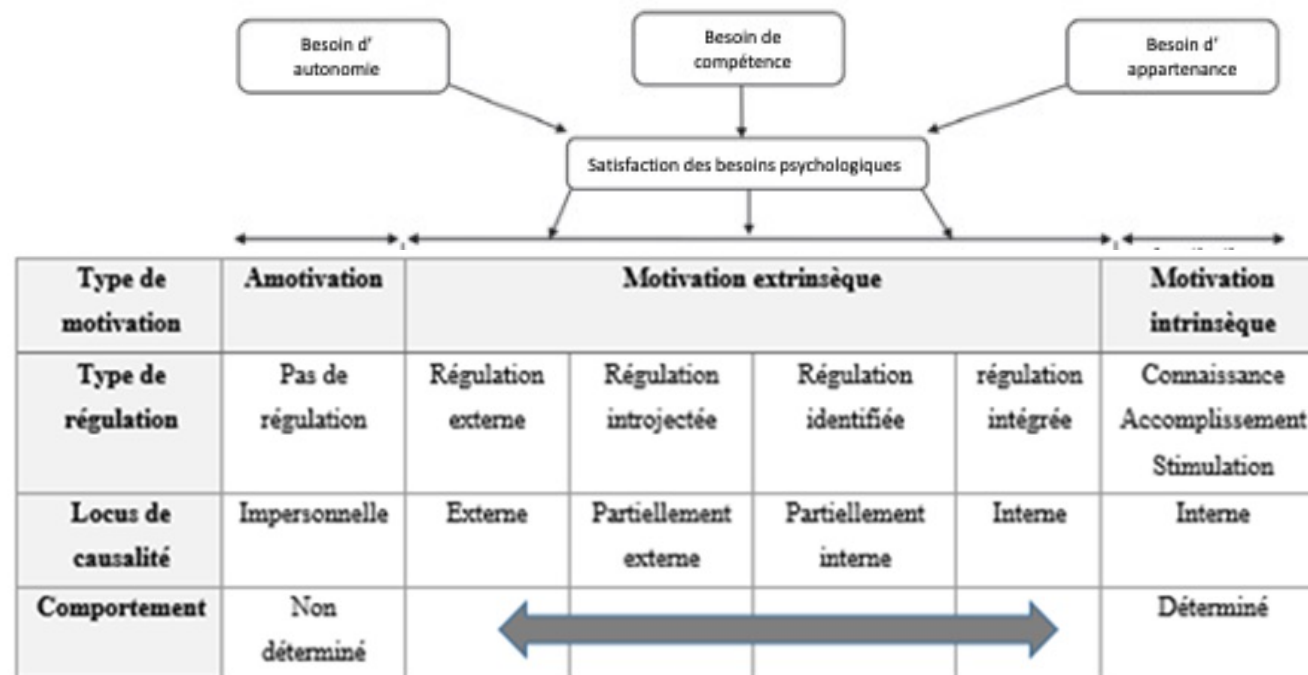 Besoin d'
autonomie
Besoin de
compétence
Besoin d'
appartenance
Satisfaction des besoins psychologiques
Type de
motivation
Amotivation
Motivation extrinsèque
Motivation
intrinsèque
Type de
régulation
Pas de
régulation
Régulation
externe
Régulation
introjectée
Régulation
identifiée
régulation
intégrée
Connaissance
Accomplissement
Stimulation
Locus de
causalité
Impersonnelle
Externe
Partiellement
externe
Partiellement
interne
Interne
Interne
Comportement
Non
déterminé
Déterminé